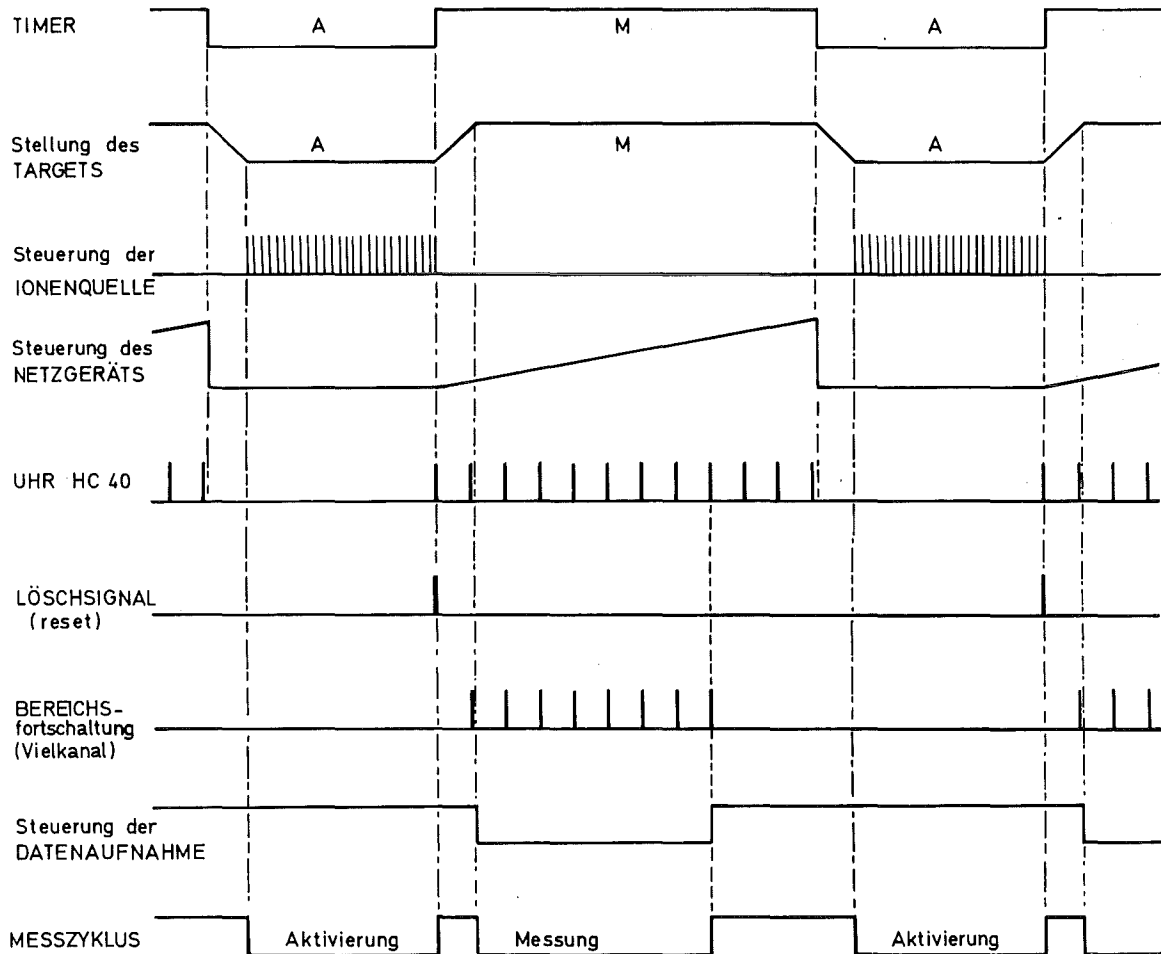 TIMER
A
M
A
Stellung des
TARGETS
A
M
A
Steuerung der
IONENQUELLE
Steuerung des
NETZGERÄTS
UHR HC 40
LÖSCHSIGNAL
(reset)
BEREICHS-
fortschaltung
(Vielkanal)
Steuerung der
DATENAUFNAHME
MESSZYKLUS
Aktivierung
Messung
Aktivierung